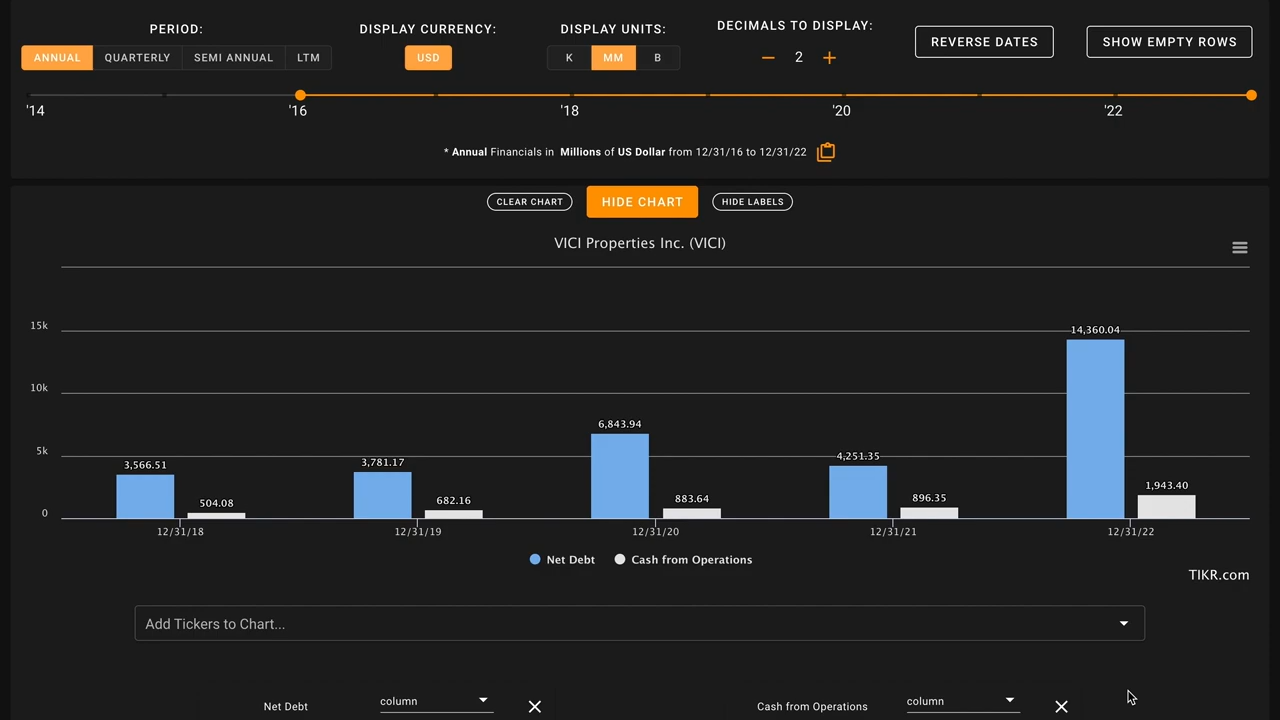 PERIOD:
DISPLAY CURRENCY:
DISPLAY UNITS:
DECIMALS TO DISPLAY:
ANNUAL QUARTERLY SEMI ANNUAL LTM
USD
K MM B
− 2 +
REVERSE DATES
SHOW EMPTY ROWS
'14 '16 '18 '20 '22
* Annual Financials in Millions of US Dollar from 12/31/16 to 12/31/22
CLEAR CHART HIDE CHART HIDE LABELS
VICI Properties Inc. (VICI)
15k
10k
5k
0
3,566.51
504.08
3,781.17
682.16
6,843.94
883.64
4,251.35
896.35
14,360.04
1,943.40
12/31/18 12/31/19 12/31/20 12/31/21 12/31/22
Net Debt Cash from Operations
TIKR.com
Add Tickers to Chart...
Net Debt column
Cash from Operations column